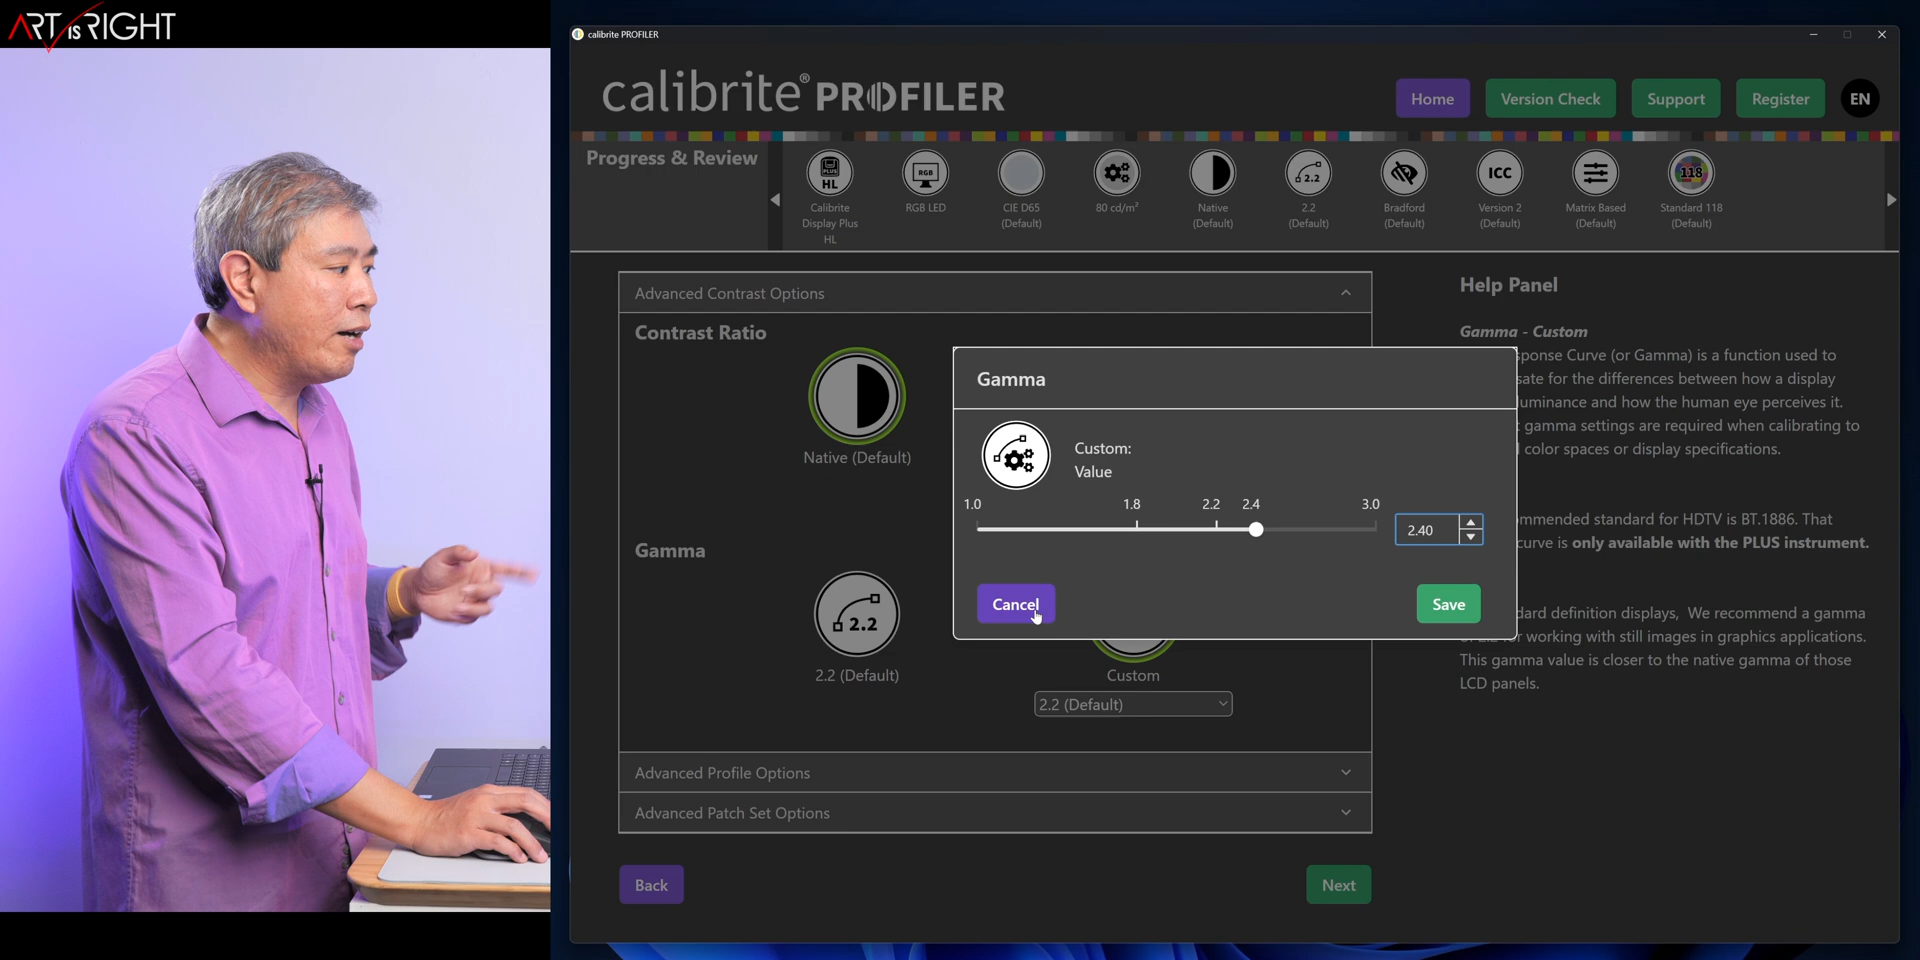 ART IS RIGHT
calibrite PROFILER
calibrite® PROFILER
Home
Version Check
Support
Register
EN
Progress & Review
PLUS
HL
Calibrite
Display Plus
HL
RGB
RGB LED
CIE D65
(Default)
80 cd/m²
Native
(Default)
2.2
2.2
(Default)
Bradford
(Default)
ICC
Version 2
(Default)
Matrix Based
(Default)
118
Standard 118
(Default)
Advanced Contrast Options
Contrast Ratio
Native (Default)
Gamma
2.2
2.2 (Default)
Custom
2.2 (Default)
Gamma
Custom:
Value
1.0
1.8
2.2
2.4
3.0
2.40
Cancel
Save
Advanced Profile Options
Advanced Patch Set Options
Back
Next
Help Panel
Gamma - Custom
sponse Curve (or Gamma) is a function used to
sate for the differences between how a display
uminance and how the human eye perceives it.
t gamma settings are required when calibrating to
l color spaces or display specifications.
mmended standard for HDTV is BT.1886. That
curve is only available with the PLUS instrument.
dard definition displays, We recommend a gamma
working with still images in graphics applications.
This gamma value is closer to the native gamma of those
LCD panels.